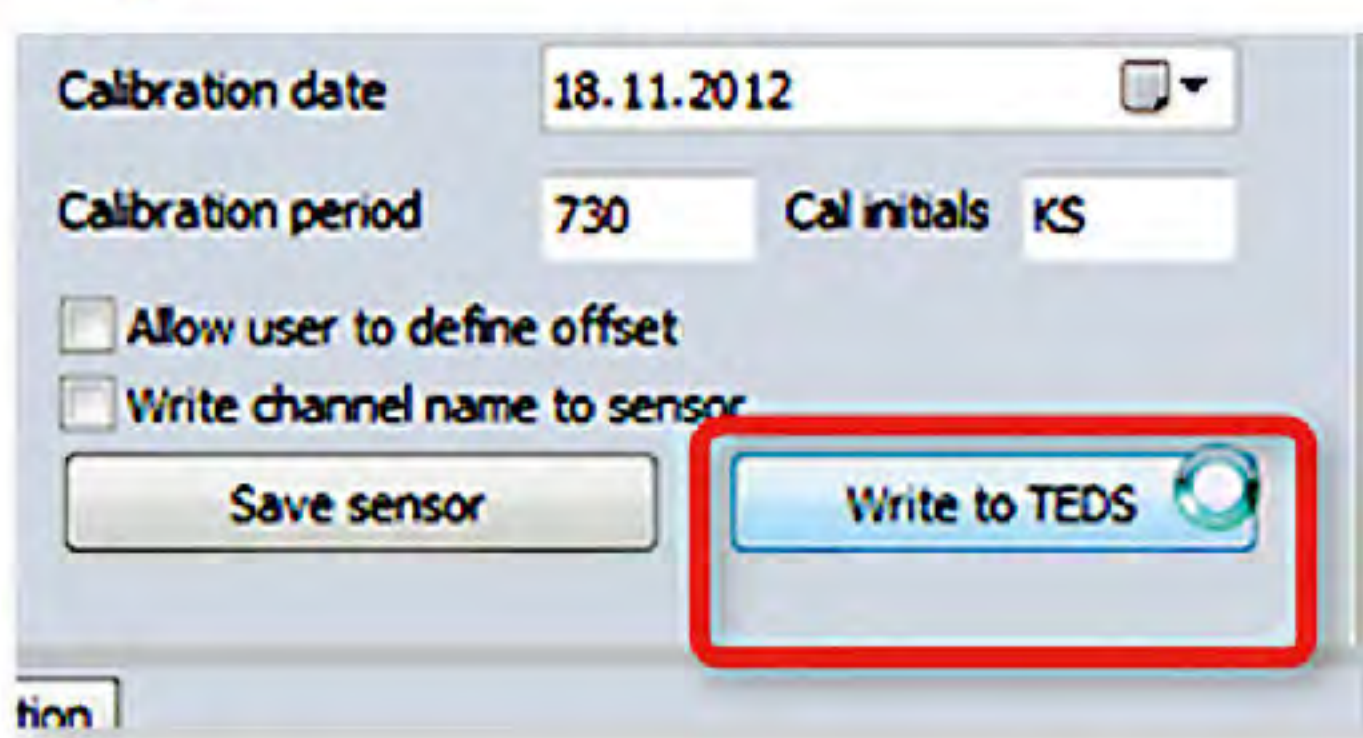 Calibration date 18.11.2012
Calibration period 730 Cal initials KS
Allow user to define offset
Write channel name to sensor
Save sensor Write to TEDS
tion